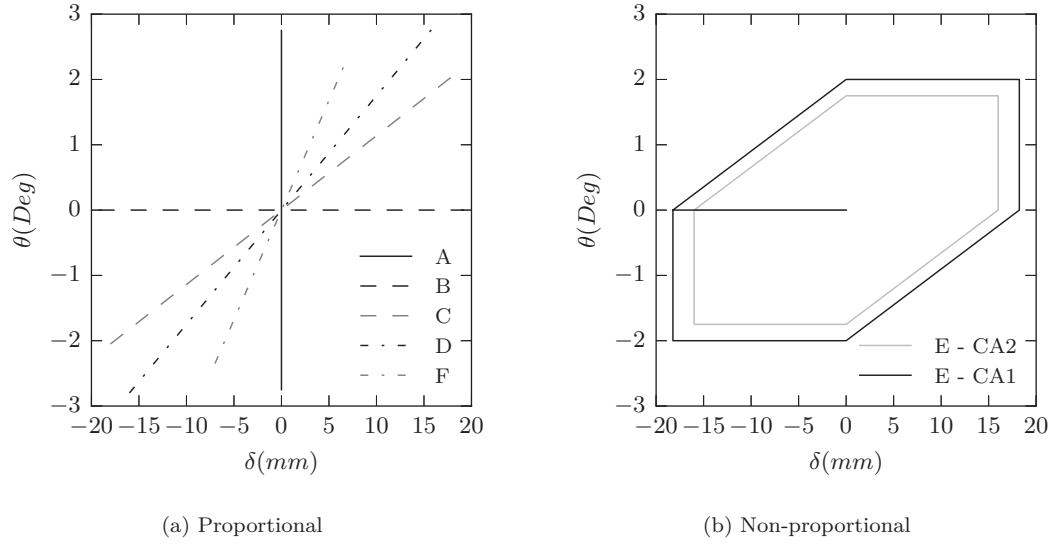 3
2
1
0
−1
−2
−3
θ(Deg)
−20 −15 −10 −5 0 5 10 15 20
δ(mm)
A
B
C
D
F
(a) Proportional
3
2
1
0
−1
−2
−3
θ(Deg)
−20 −15 −10 −5 0 5 10 15 20
δ(mm)
E - CA2
E - CA1
(b) Non-proportional